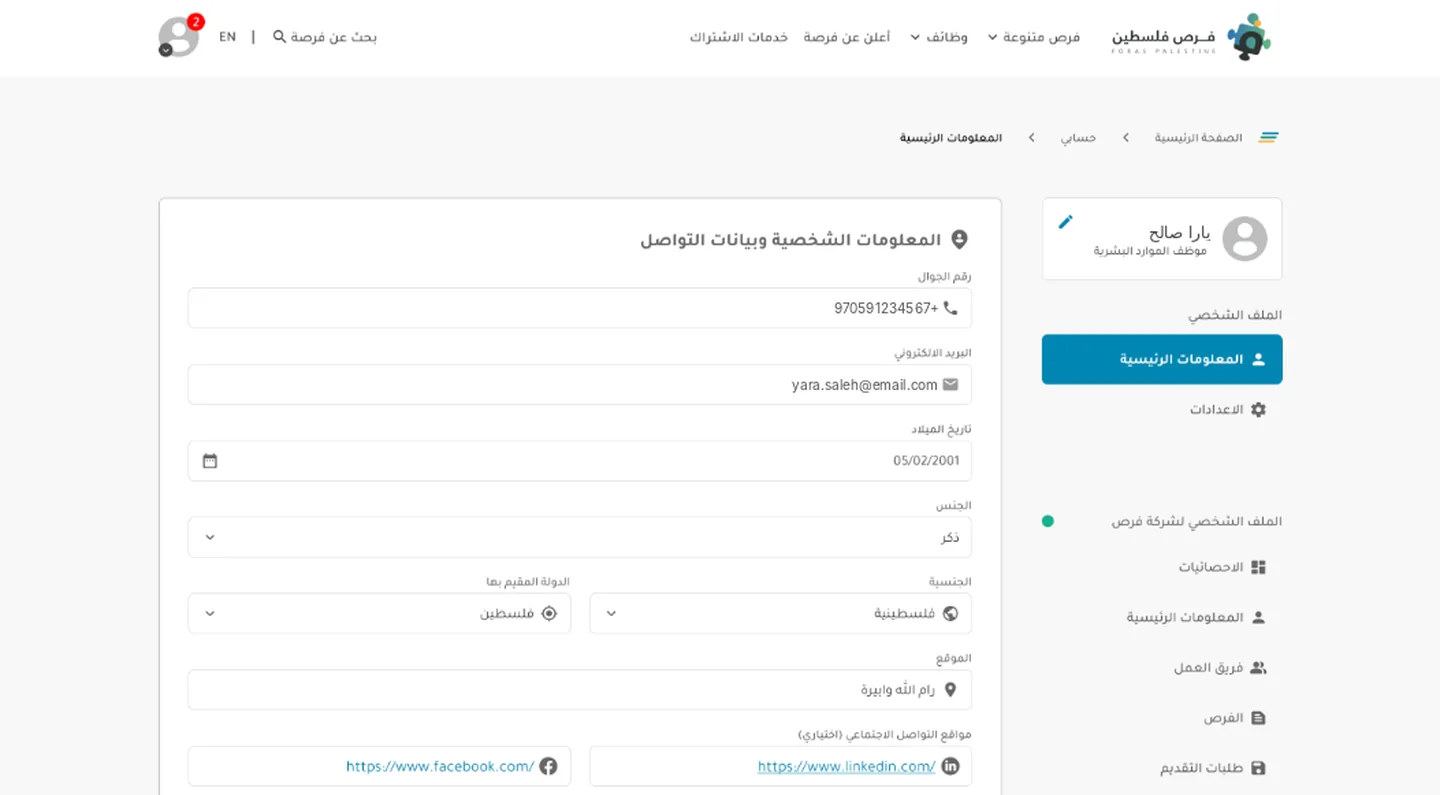 فـرص فلسطين
FORAS PALESTINE
فرص متنوعة
وظائف
أعلن عن فرصة
خدمات الاشتراك
بحث عن فرصة
|
EN
2
الصفحة الرئيسية
حسابي
المعلومات الرئيسية
يارا صالح
موظف الموارد البشرية
الملف الشخصي
المعلومات الرئيسية
الاعدادات
الملف الشخصي لشركة فرص
الاحصائيات
المعلومات الرئيسية
فريق العمل
الفرص
طلبات التقديم
المعلومات الشخصية وبيانات التواصل
رقم الجوال
970591234567+
البريد الالكتروني
yara.saleh@email.com
تاريخ الميلاد
05/02/2001
الجنس
ذكر
الجنسية
فلسطينية
الدولة المقيم بها
فلسطين
الموقع
رام الله وابيرة
مواقع التواصل الاجتماعي (اختياري)
https://www.linkedin.com/
https://www.facebook.com/